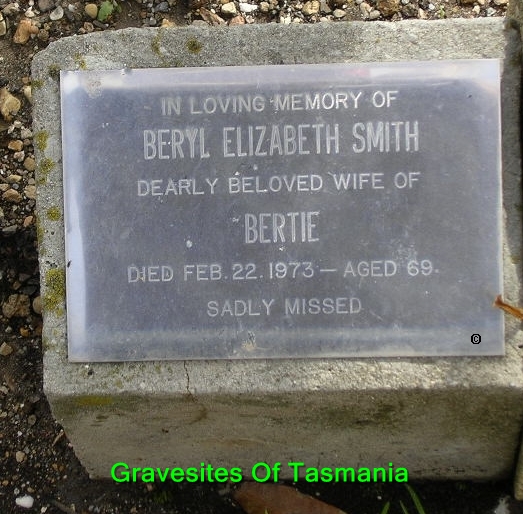 IN LOVING MEMORY OF
BERYL ELIZABETH SMITH
DEARLY BELOVED WIFE OF
BERTIE
DIED FEB. 22. 1973 — AGED 69.
SADLY MISSED
©
Gravesites Of Tasmania